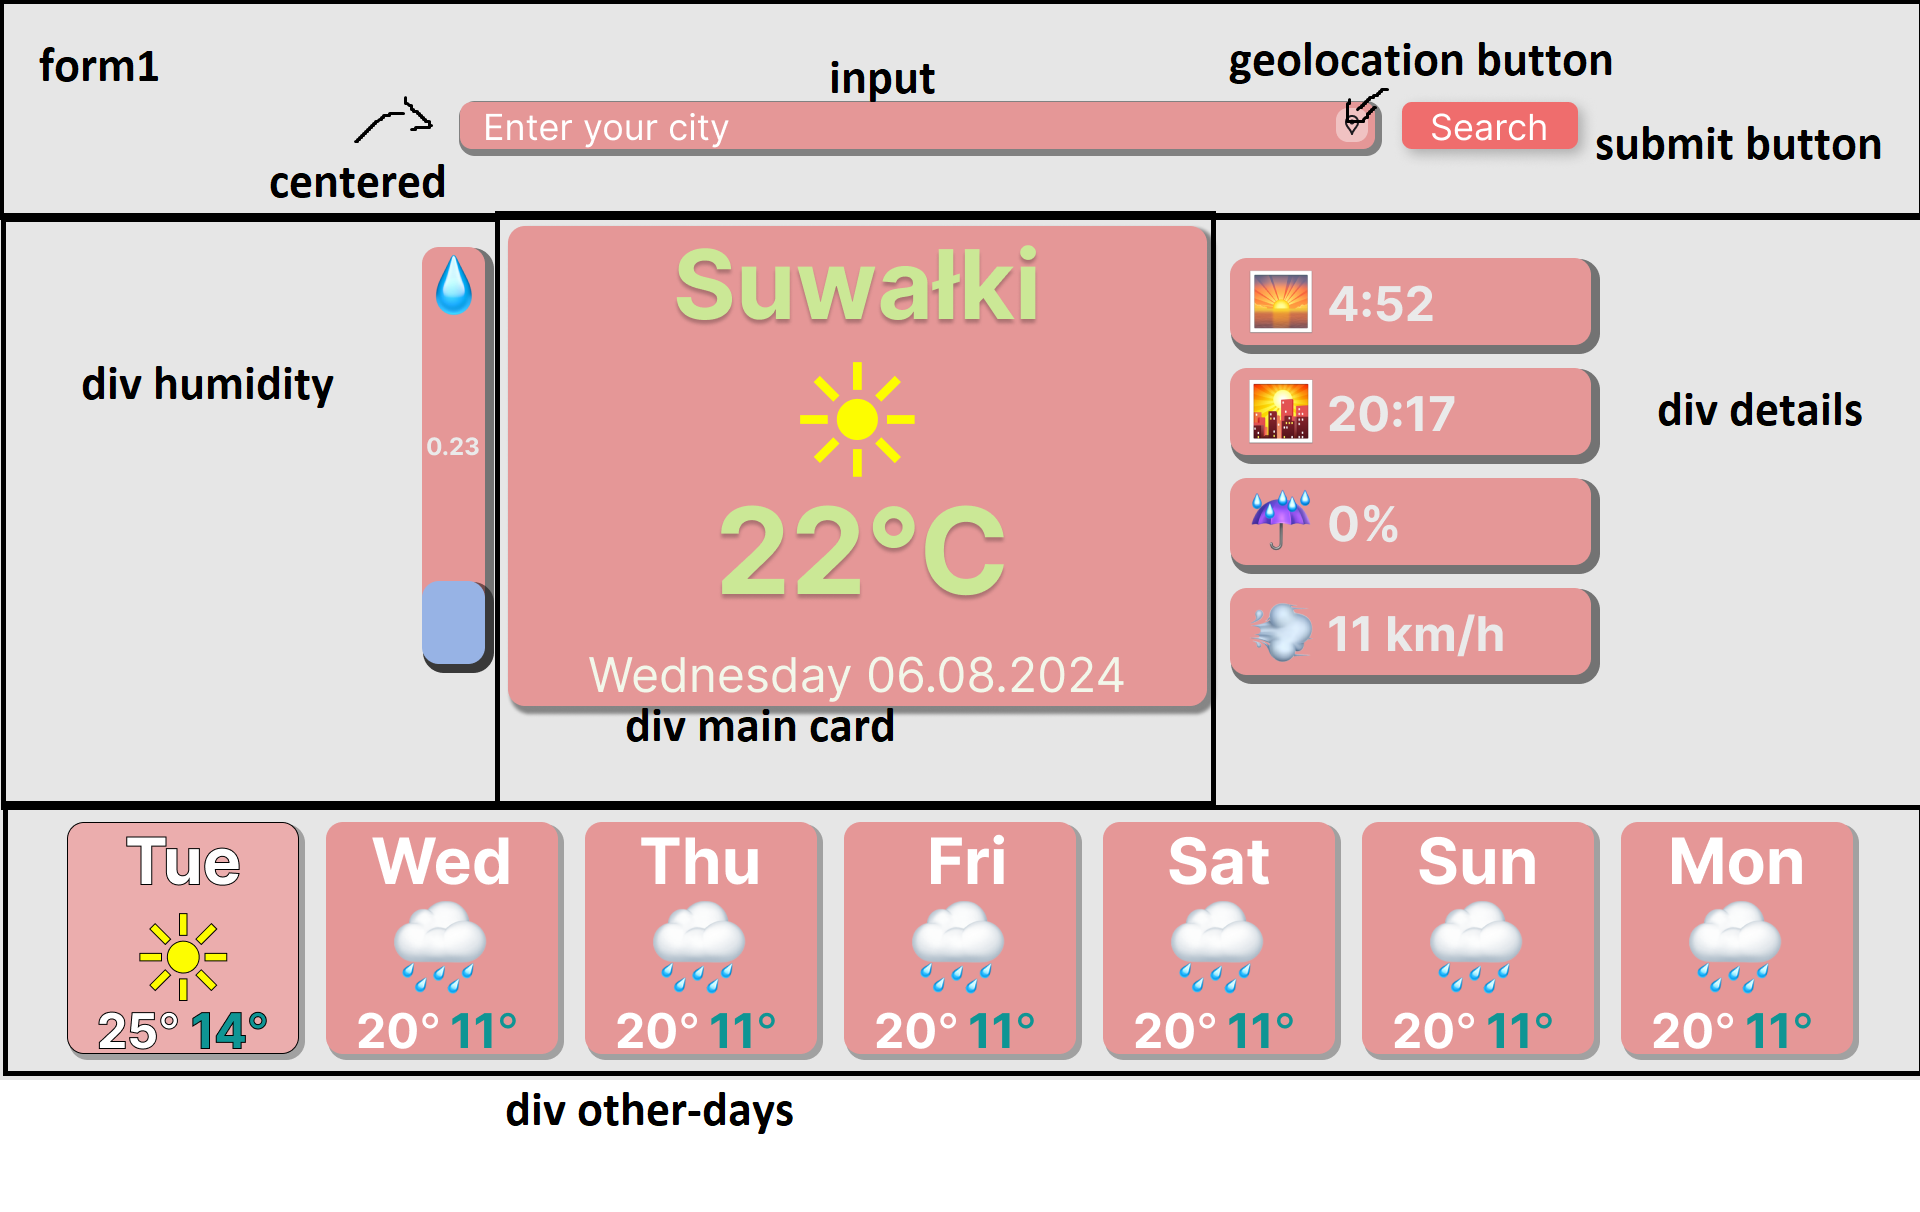 form1
input
geolocation button
Enter your city
Search
submit button
centered
div humidity
0.23
Suwałki
22°C
Wednesday 06.08.2024
div main card
4:52
20:17
0%
11 km/h
div details
Tue
25° 14°
Wed
20° 11°
Thu
20° 11°
Fri
20° 11°
Sat
20° 11°
Sun
20° 11°
Mon
20° 11°
div other-days